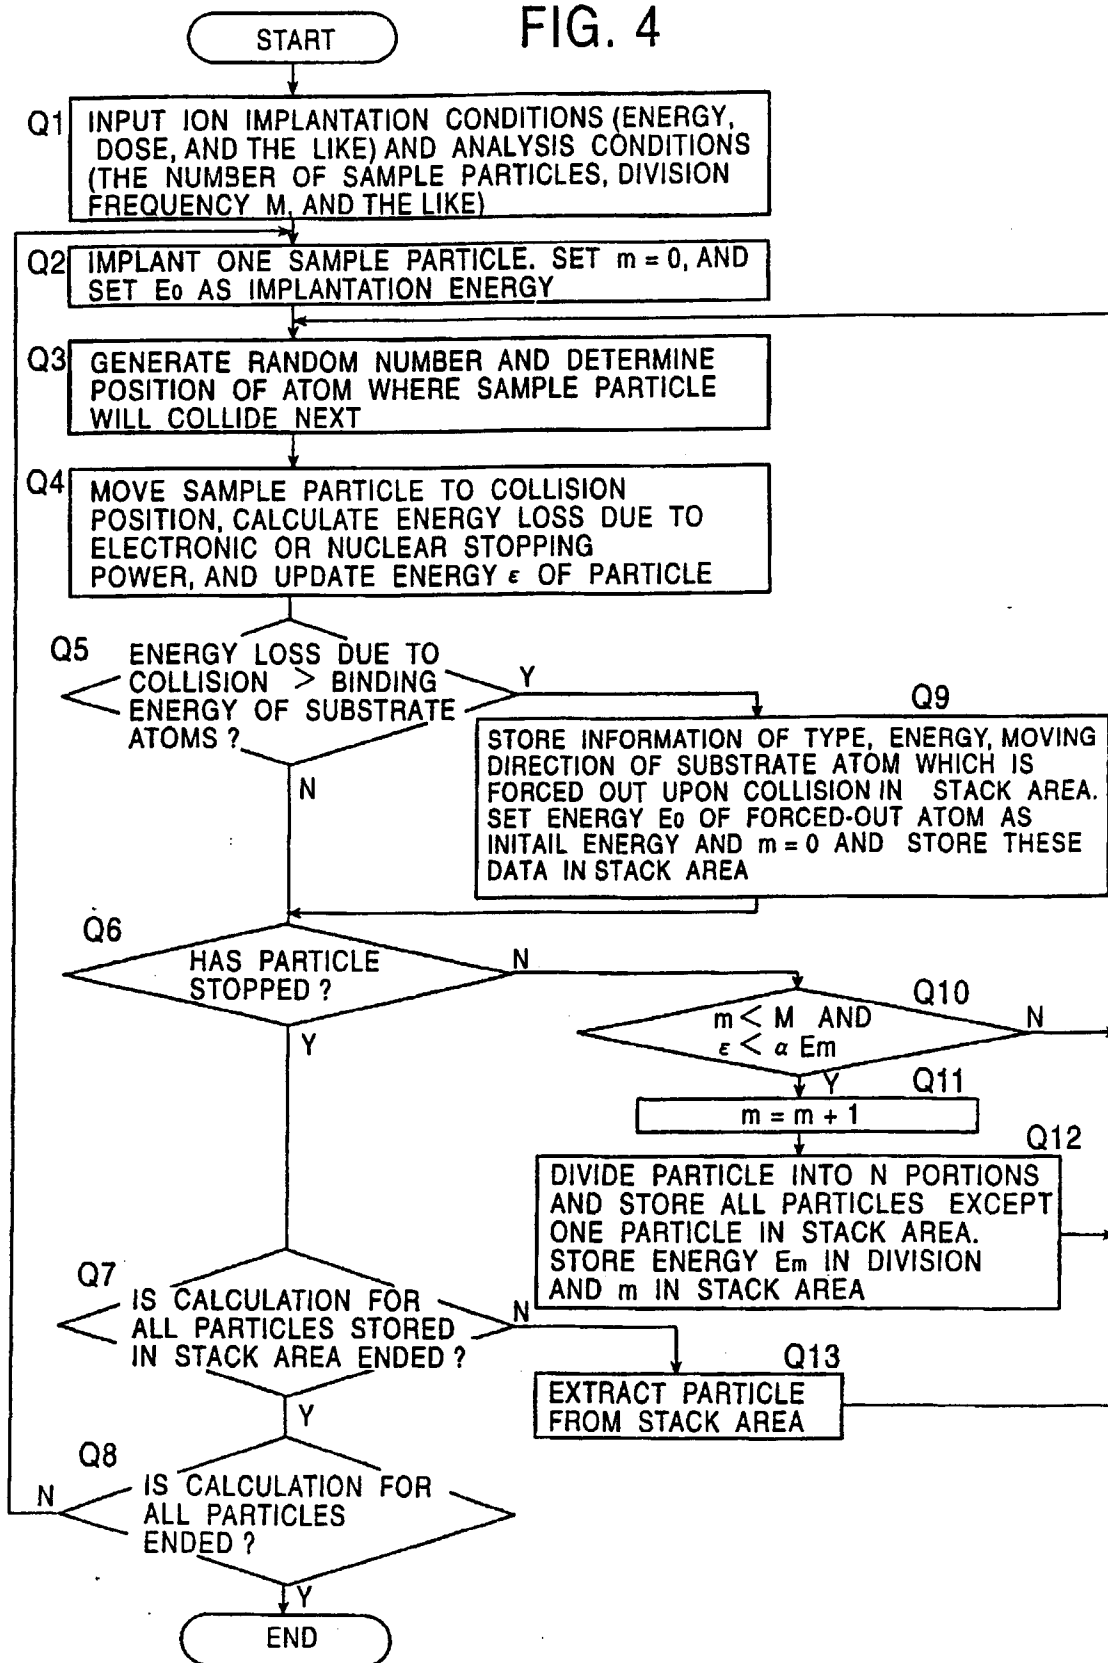 FIG. 4
START
Q1
INPUT ION IMPLANTATION CONDITIONS (ENERGY,
DOSE, AND THE LIKE) AND ANALYSIS CONDITIONS
(THE NUMBER OF SAMPLE PARTICLES, DIVISION
FREQUENCY M, AND THE LIKE)
Q2
IMPLANT ONE SAMPLE PARTICLE. SET m = 0, AND
SET E0 AS IMPLANTATION ENERGY
Q3
GENERATE RANDOM NUMBER AND DETERMINE
POSITION OF ATOM WHERE SAMPLE PARTICLE
WILL COLLIDE NEXT
Q4
MOVE SAMPLE PARTICLE TO COLLISION
POSITION, CALCULATE ENERGY LOSS DUE TO
ELECTRONIC OR NUCLEAR STOPPING
POWER, AND UPDATE ENERGY ε OF PARTICLE
Q5
ENERGY LOSS DUE TO
COLLISION > BINDING
ENERGY OF SUBSTRATE
ATOMS ?
Y
N
Q9
STORE INFORMATION OF TYPE, ENERGY, MOVING
DIRECTION OF SUBSTRATE ATOM WHICH IS
FORCED OUT UPON COLLISION IN STACK AREA.
SET ENERGY E0 OF FORCED-OUT ATOM AS
INITAIL ENERGY AND m = 0 AND STORE THESE
DATA IN STACK AREA
Q6
HAS PARTICLE
STOPPED ?
N
Y
Q10
m < M AND
ε < α Em
N
Y
Q11
m = m + 1
Q12
DIVIDE PARTICLE INTO N PORTIONS
AND STORE ALL PARTICLES EXCEPT
ONE PARTICLE IN STACK AREA.
STORE ENERGY Em IN DIVISION
AND m IN STACK AREA
Q7
IS CALCULATION FOR
ALL PARTICLES STORED
IN STACK AREA ENDED ?
N
Y
Q13
EXTRACT PARTICLE
FROM STACK AREA
Q8
IS CALCULATION FOR
ALL PARTICLES
ENDED ?
N
Y
END